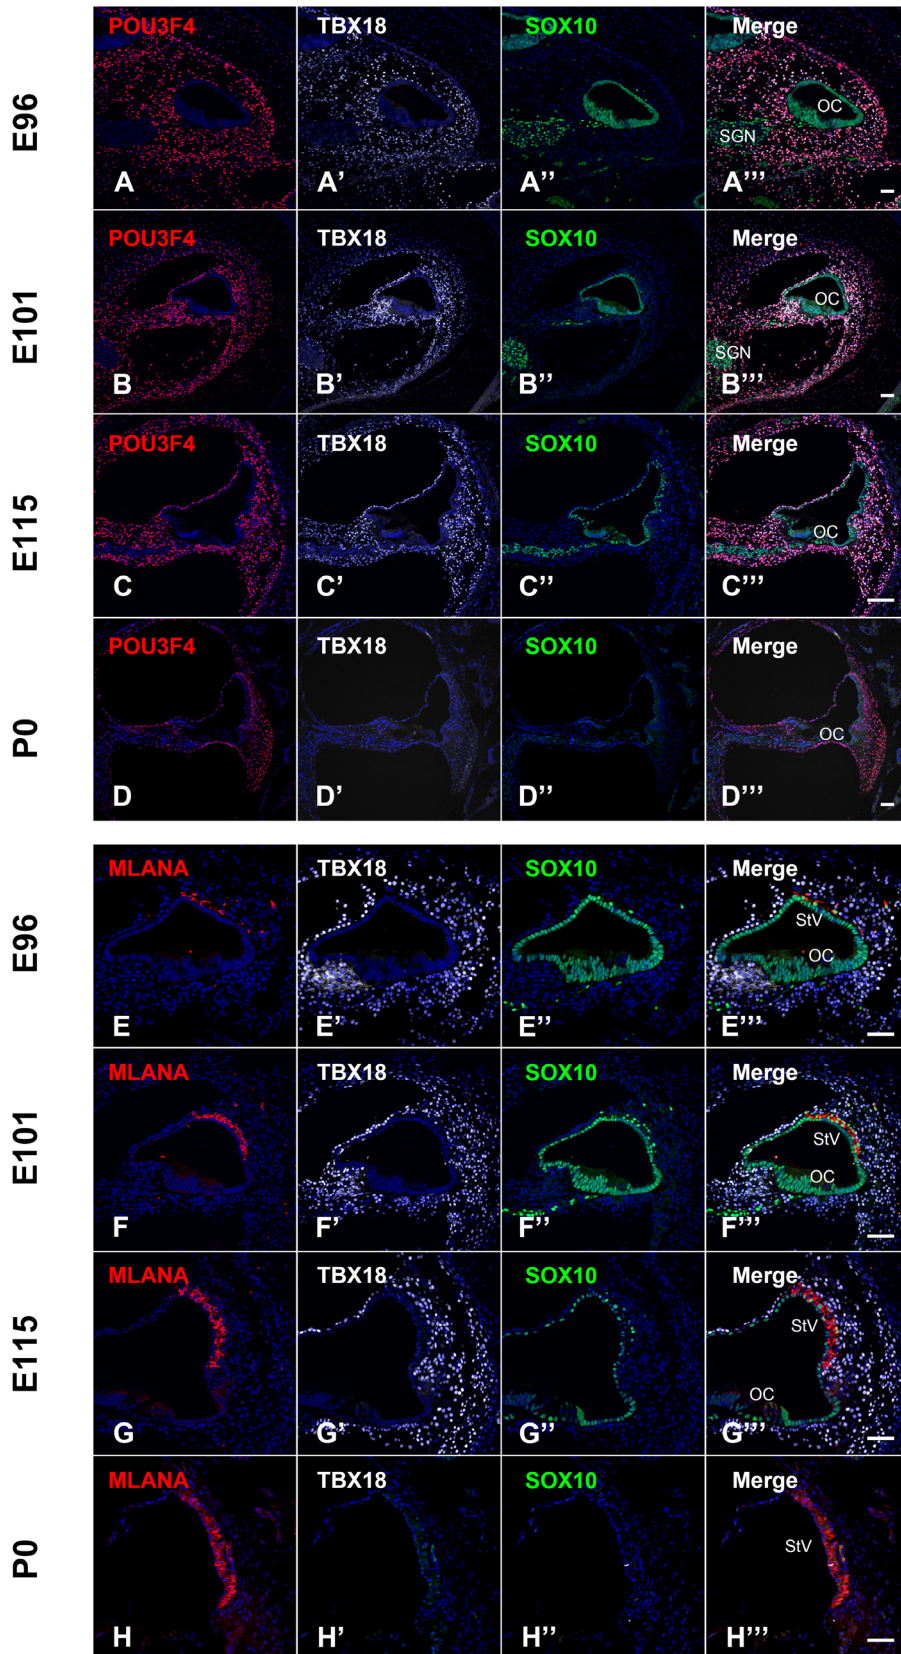 E96
POU3F4 TBX18 SOX10 Merge
OC
SGN
A A’ A’’ A’’’
E101
POU3F4 TBX18 SOX10 Merge
OC
SGN
B B’ B’’ B’’’
E115
POU3F4 TBX18 SOX10 Merge
OC
C C’ C’’ C’’’
P0
POU3F4 TBX18 SOX10 Merge
OC
D D’ D’’ D’’’
E96
MLANA TBX18 SOX10 Merge
StV
OC
E E’ E’’ E’’’
E101
MLANA TBX18 SOX10 Merge
StV
OC
F F’ F’’ F’’’
E115
MLANA TBX18 SOX10 Merge
StV
OC
G G’ G’’ G’’’
P0
MLANA TBX18 SOX10 Merge
StV
H H’ H’’ H’’’